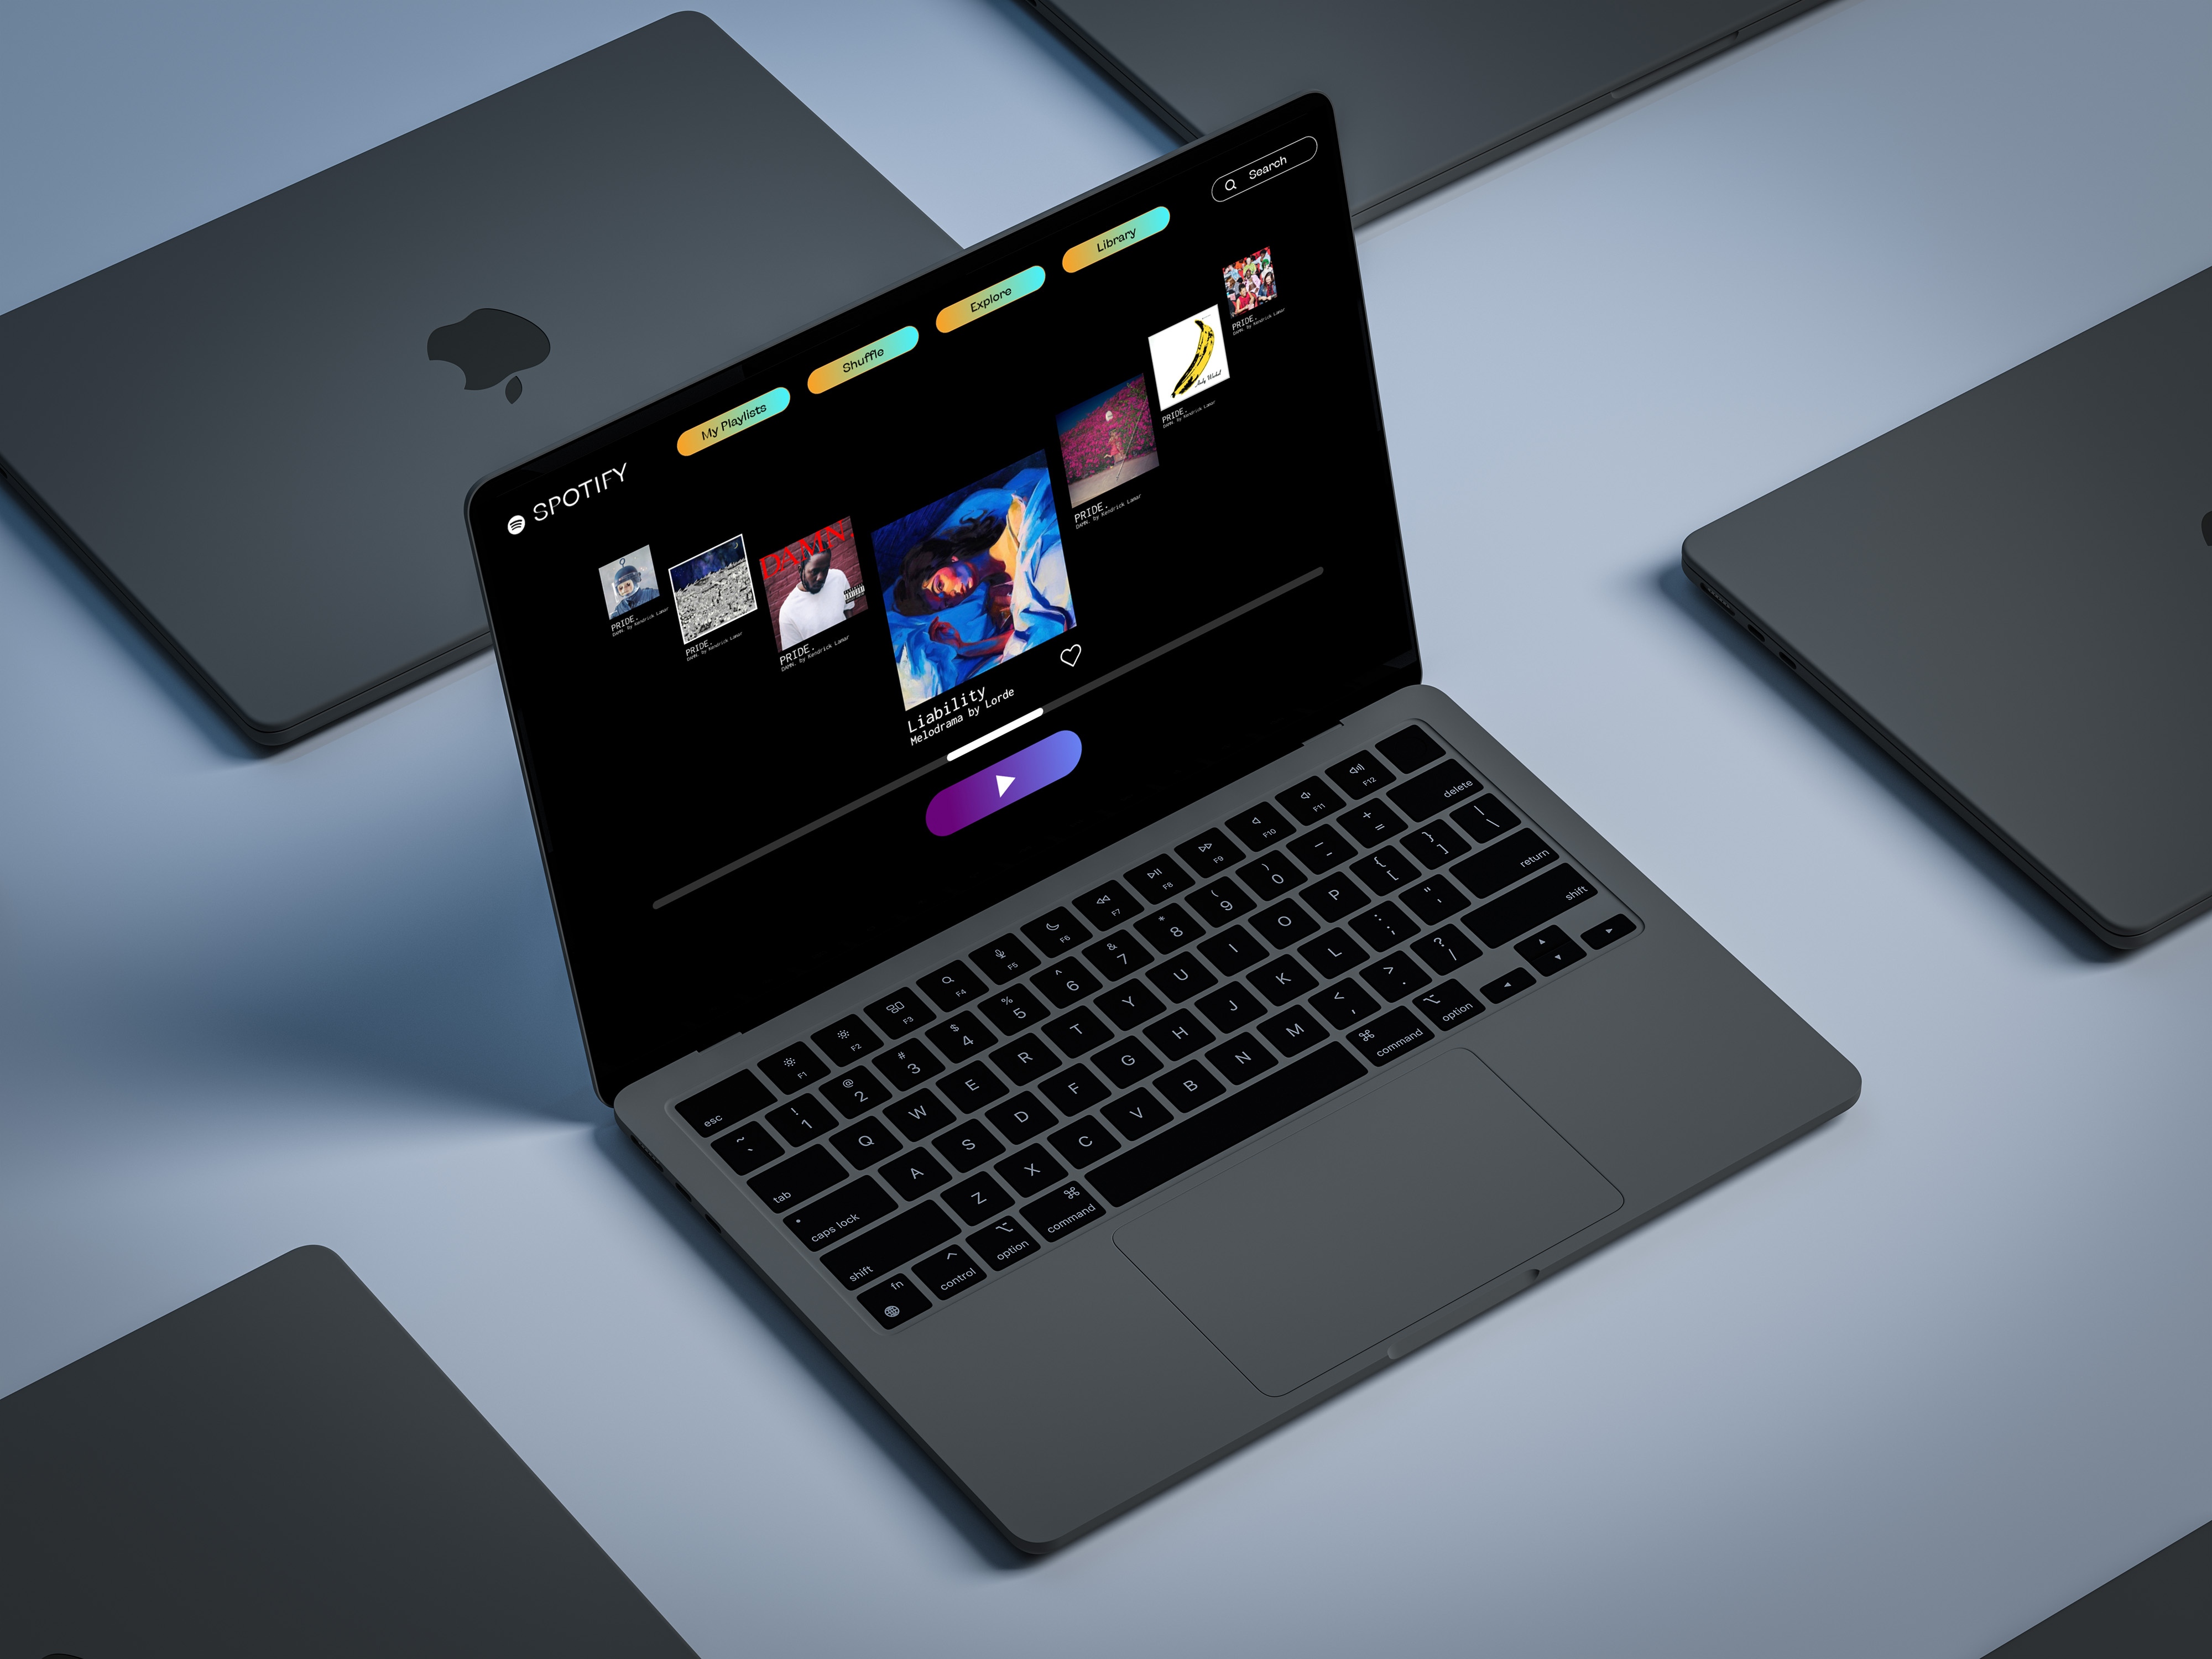 SPOTIFY
My Playlists
Shuffle
Explore
Library
Search
PRIDE.
DAMN. by Kendrick Lamar
PRIDE.
DAMN. by Kendrick Lamar
DAMN.
PRIDE.
DAMN. by Kendrick Lamar
Liability
Melodrama by Lorde
PRIDE.
DAMN. by Kendrick Lamar
Andy Warhol
PRIDE.
DAMN. by Kendrick Lamar
PRIDE.
DAMN. by Kendrick Lamar
esc F1 F2 F3 F4 F5 F6 F7 F8 F9 F10 F11 F12
~ ! @ # $ % ^ & * ( ) — +
` 1 2 3 4 5 6 7 8 9 0 - = delete
tab Q W E R T Y U I O P { [ } ] | \
caps lock A S D F G H J K L : ; " ' return
shift Z X C V B N M < , > . ? / shift
fn control option command command option